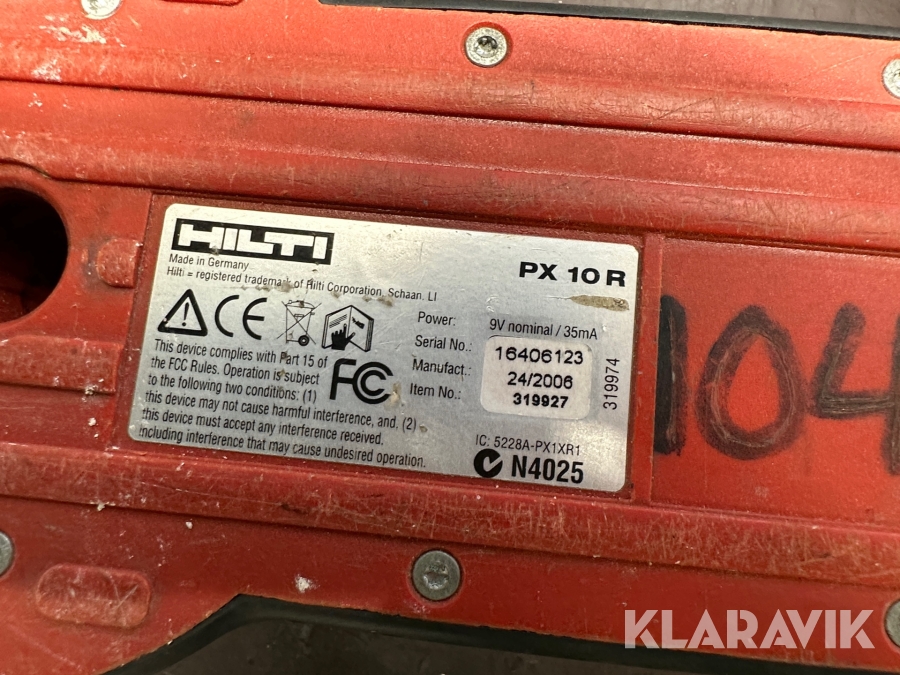 HILTI
Made in Germany
Hilti = registered trademark of Hilti Corporation, Schaan, LI
PX 10 R
Power: 9V nominal / 35mA
Serial No.: 16406123
Manufact.: 24/2006
Item No.: 319927
319974
CE
This device complies with Part 15 of
the FCC Rules. Operation is subject
to the following two conditions: (1)
this device may not cause harmful interference, and, (2)
this device must accept any interference received,
including interference that may cause undesired operation.
FC
IC: 5228A-PX1XR1
N4025
104
KLARAVIK